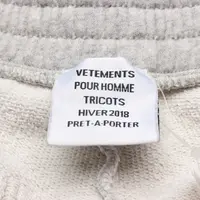 VETEMENTS
POUR HOMME
TRICOTS
HIVER 2018
PRET-A-PORTER